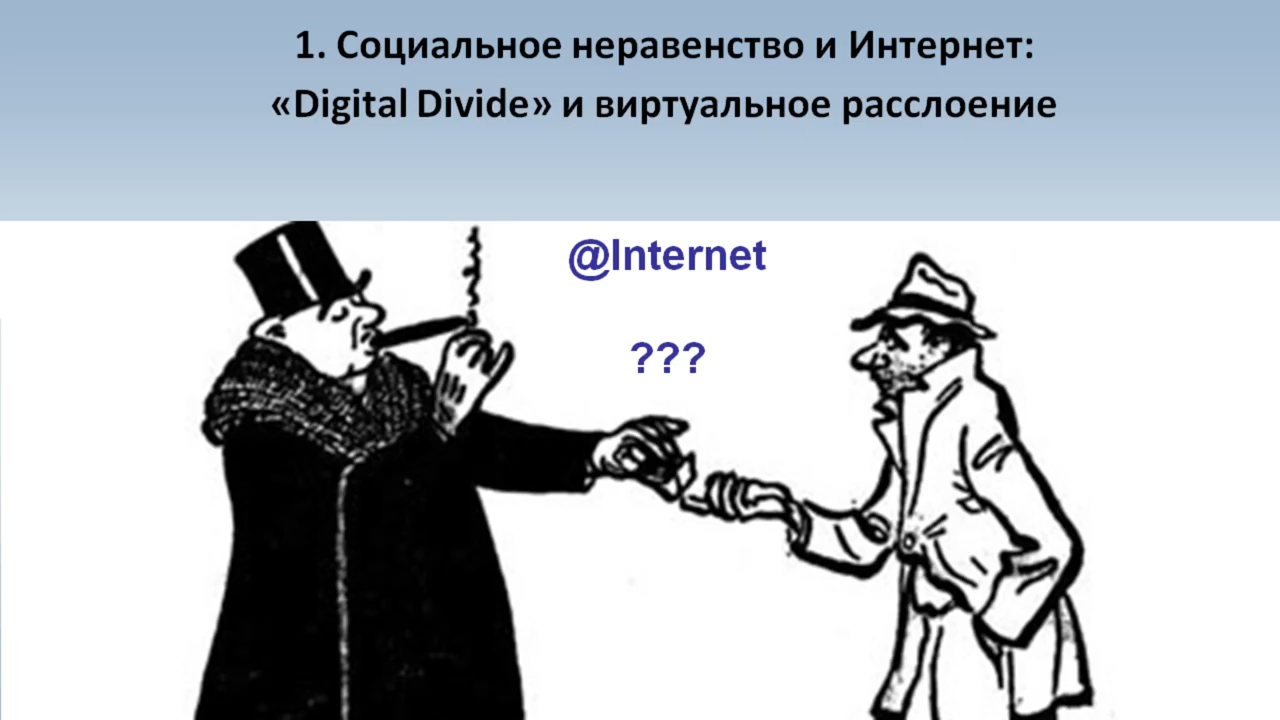 1. Социальное неравенство и Интернет:
«Digital Divide» и виртуальное расслоение
@Internet
???